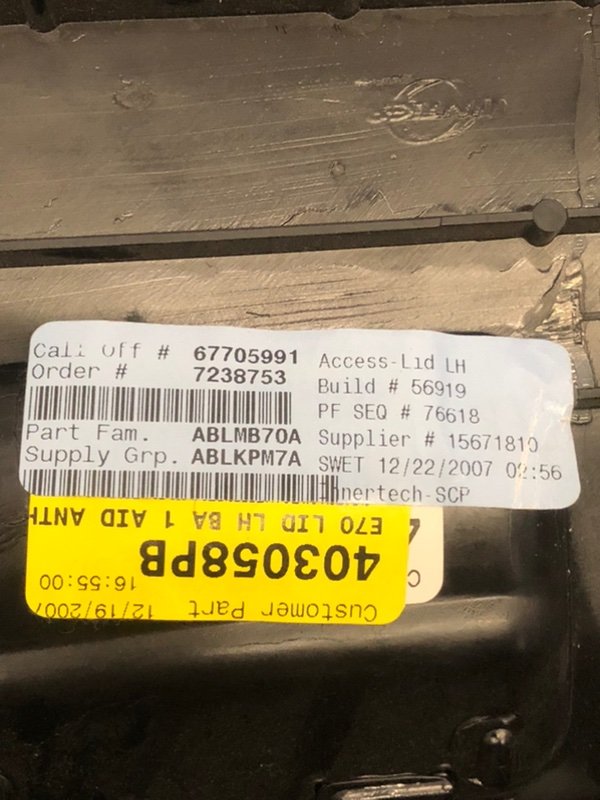 Call Off # 67705991
Order # 7238753
Part Fam. ABLMB70A
Supply Grp. ABLKPM7A
Access-Lid LH
Build # 56919
PF SEQ # 76618
Supplier # 15671810
SWET 12/22/2007 02:56
Innertech-SCP
Customer Part
12/19/2007
16:55:00
403058PB
E70 LID LH BA 1 AID ANTH